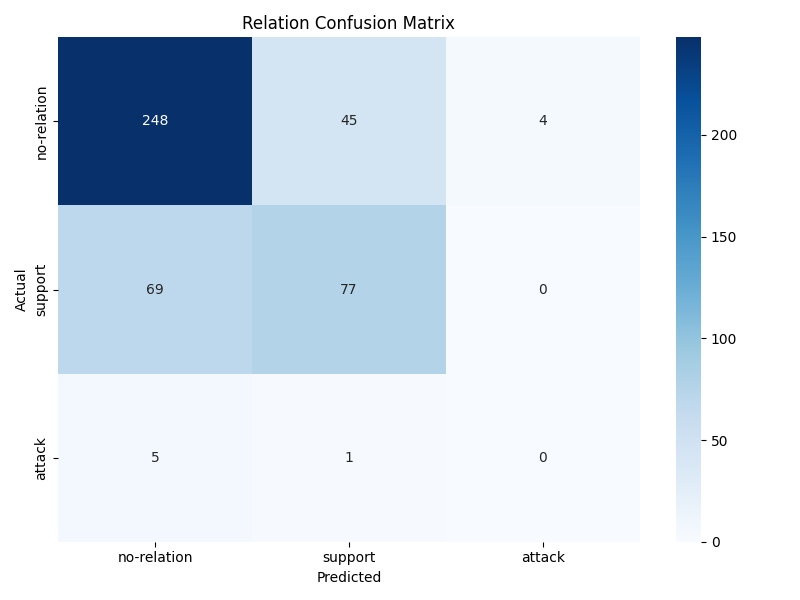 Relation Confusion Matrix
no-relation
248
45
4
200
150
Actual
support
69
77
0
100
50
attack
5
1
0
0
no-relation
support
attack
Predicted